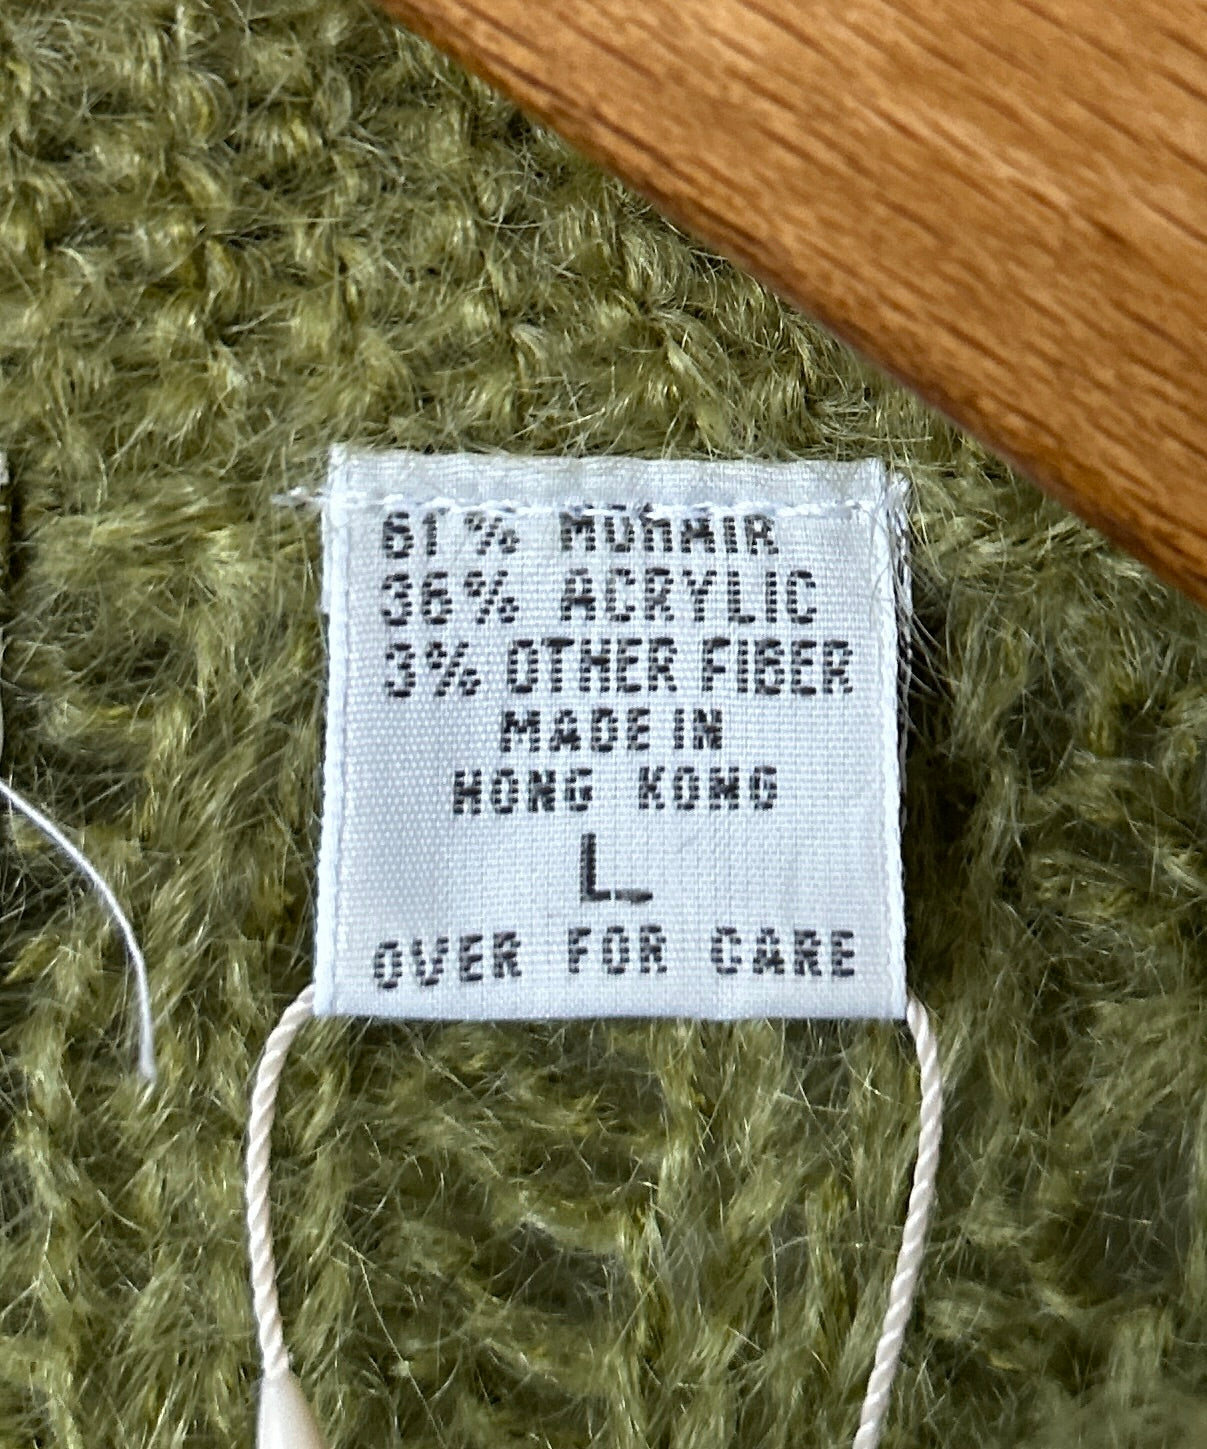 61% MOHAIR
36% ACRYLIC
3% OTHER FIBER
MADE IN
HONG KONG
L
OVER FOR CARE